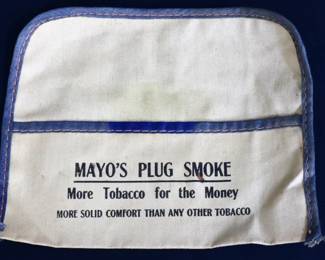 MAYO'S PLUG SMOKE
More Tobacco for the Money
MORE SOLID COMFORT THAN ANY OTHER TOBACCO